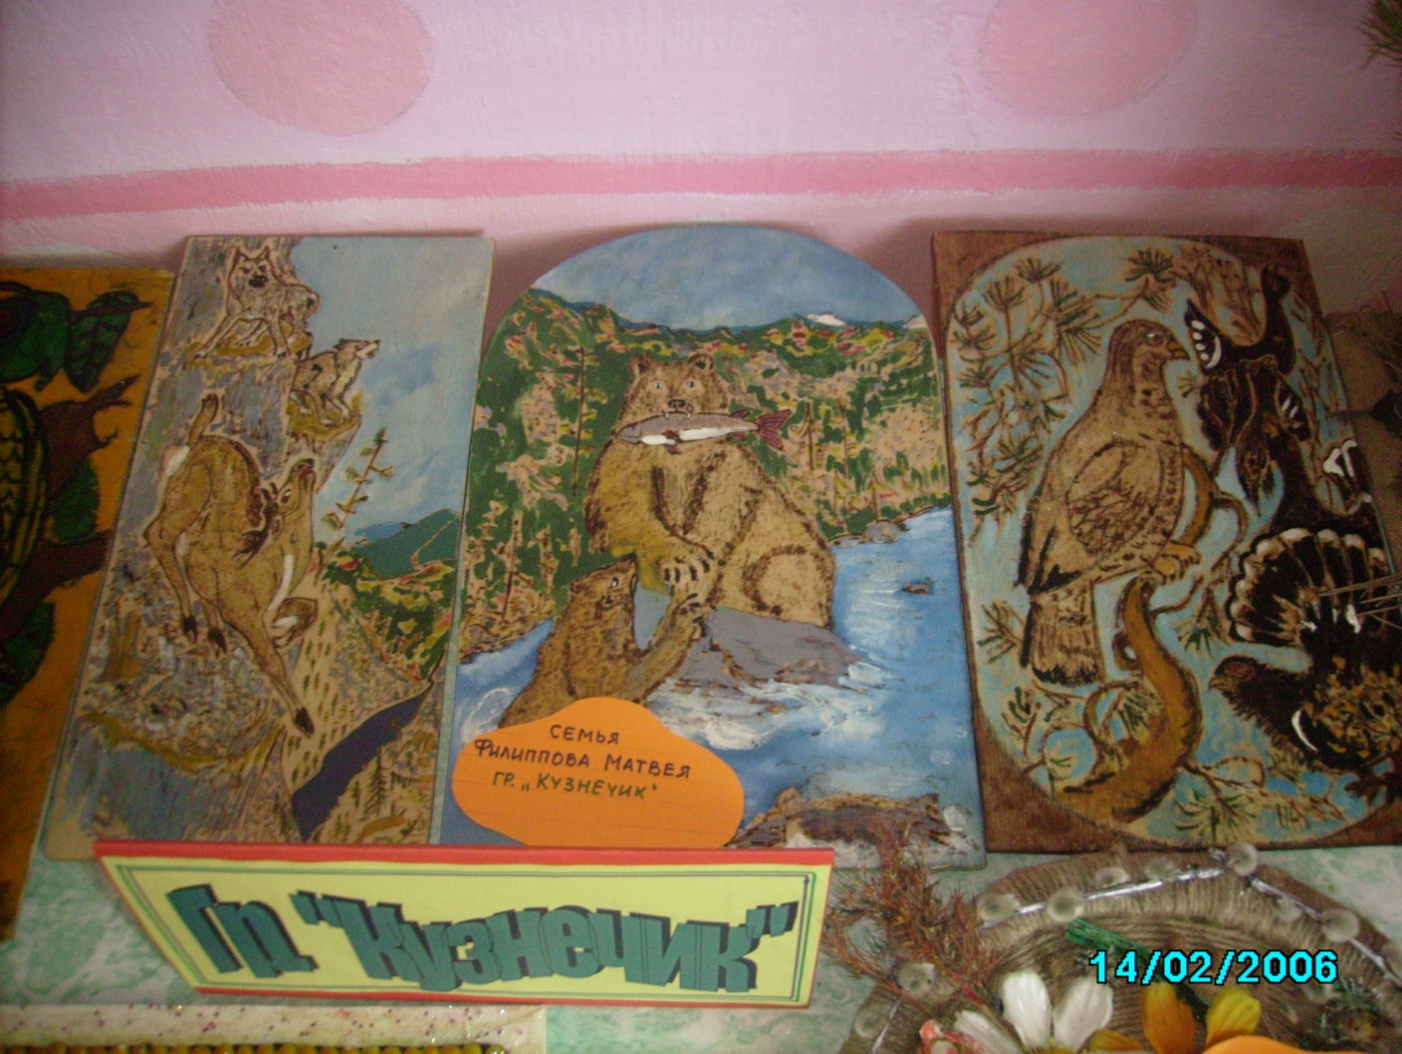 СЕМЬЯ
ФИЛИППОВА МАТВЕЯ
ГР. „КУЗНЕЧИК"
Гр. "Кузнечик"
14/02/2006